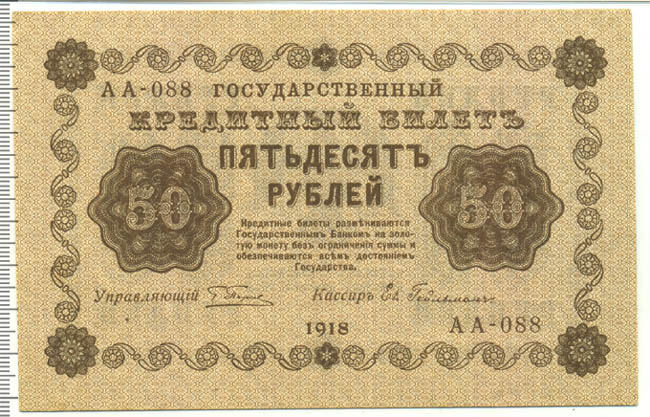 АА-088 ГОСУДАРСТВЕННЫЙ
КРЕДИТНЫЙ БИЛЕТЪ
ПЯТЬДЕСЯТЪ
50 РУБЛЕЙ 50
Кредитные билеты размѣниваются
Государственнымъ Банкомъ на золо-
тую монету безъ ограниченія суммы и
обезпечиваются всѣмъ достояніемъ
Государства.
Управляющій Кассиръ
1918 АА-088